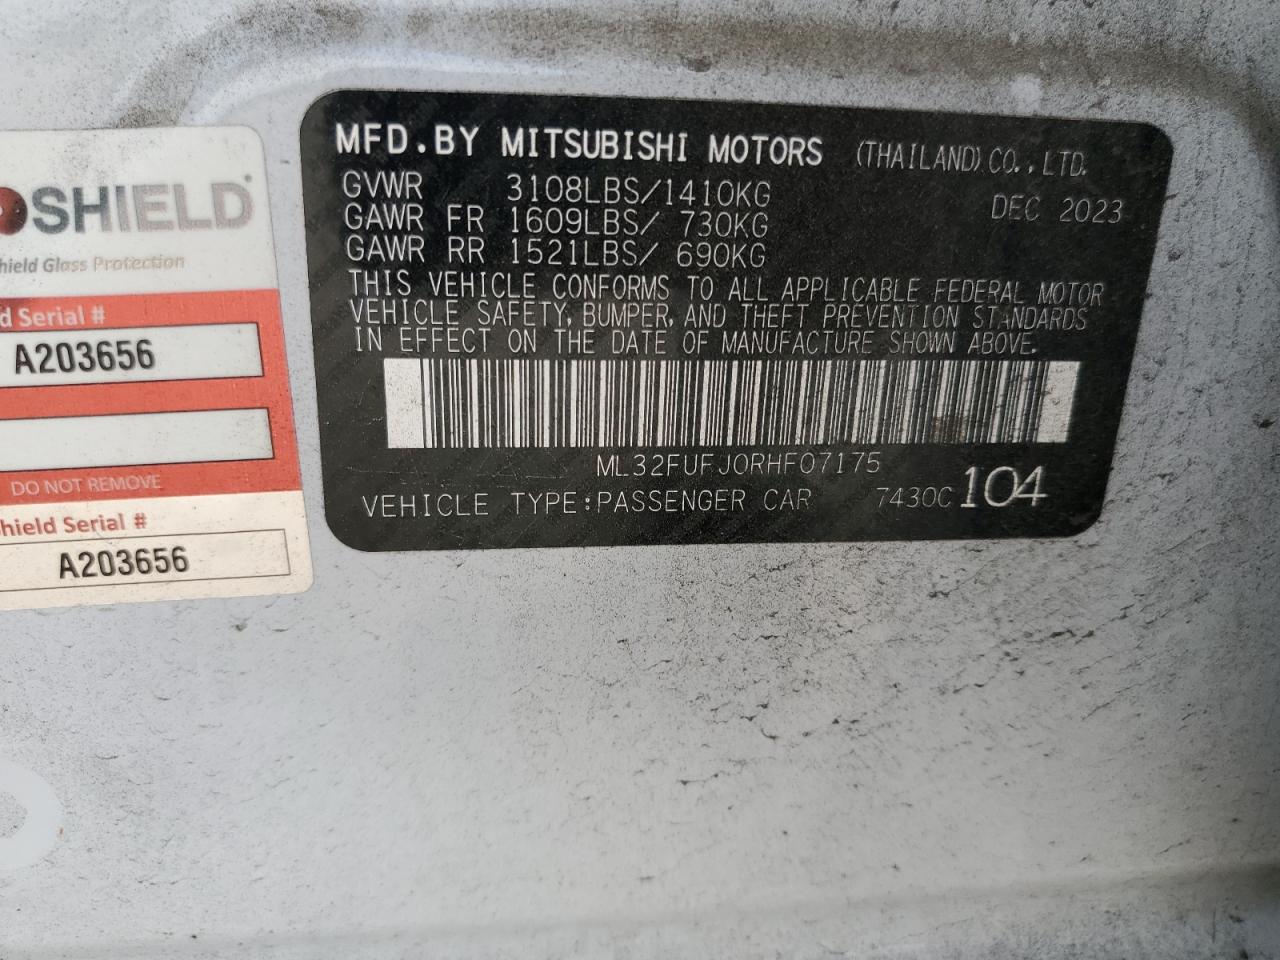 SHIELD
hield Glass Protection
d Serial #
A203656
DO NOT REMOVE
hield Serial #
A203656
MFD.BY MITSUBISHI MOTORS (THAILAND) CO., LTD.
GVWR 3108LBS/1410KG DEC 2023
GAWR FR 1609LBS/ 730KG
GAWR RR 1521LBS/ 690KG
THIS VEHICLE CONFORMS TO ALL APPLICABLE FEDERAL MOTOR
VEHICLE SAFETY, BUMPER, AND THEFT PREVENTION STANDARDS
IN EFFECT ON THE DATE OF MANUFACTURE SHOWN ABOVE.
ML32FUFJ0RHF07175
VEHICLE TYPE:PASSENGER CAR 7430C 104